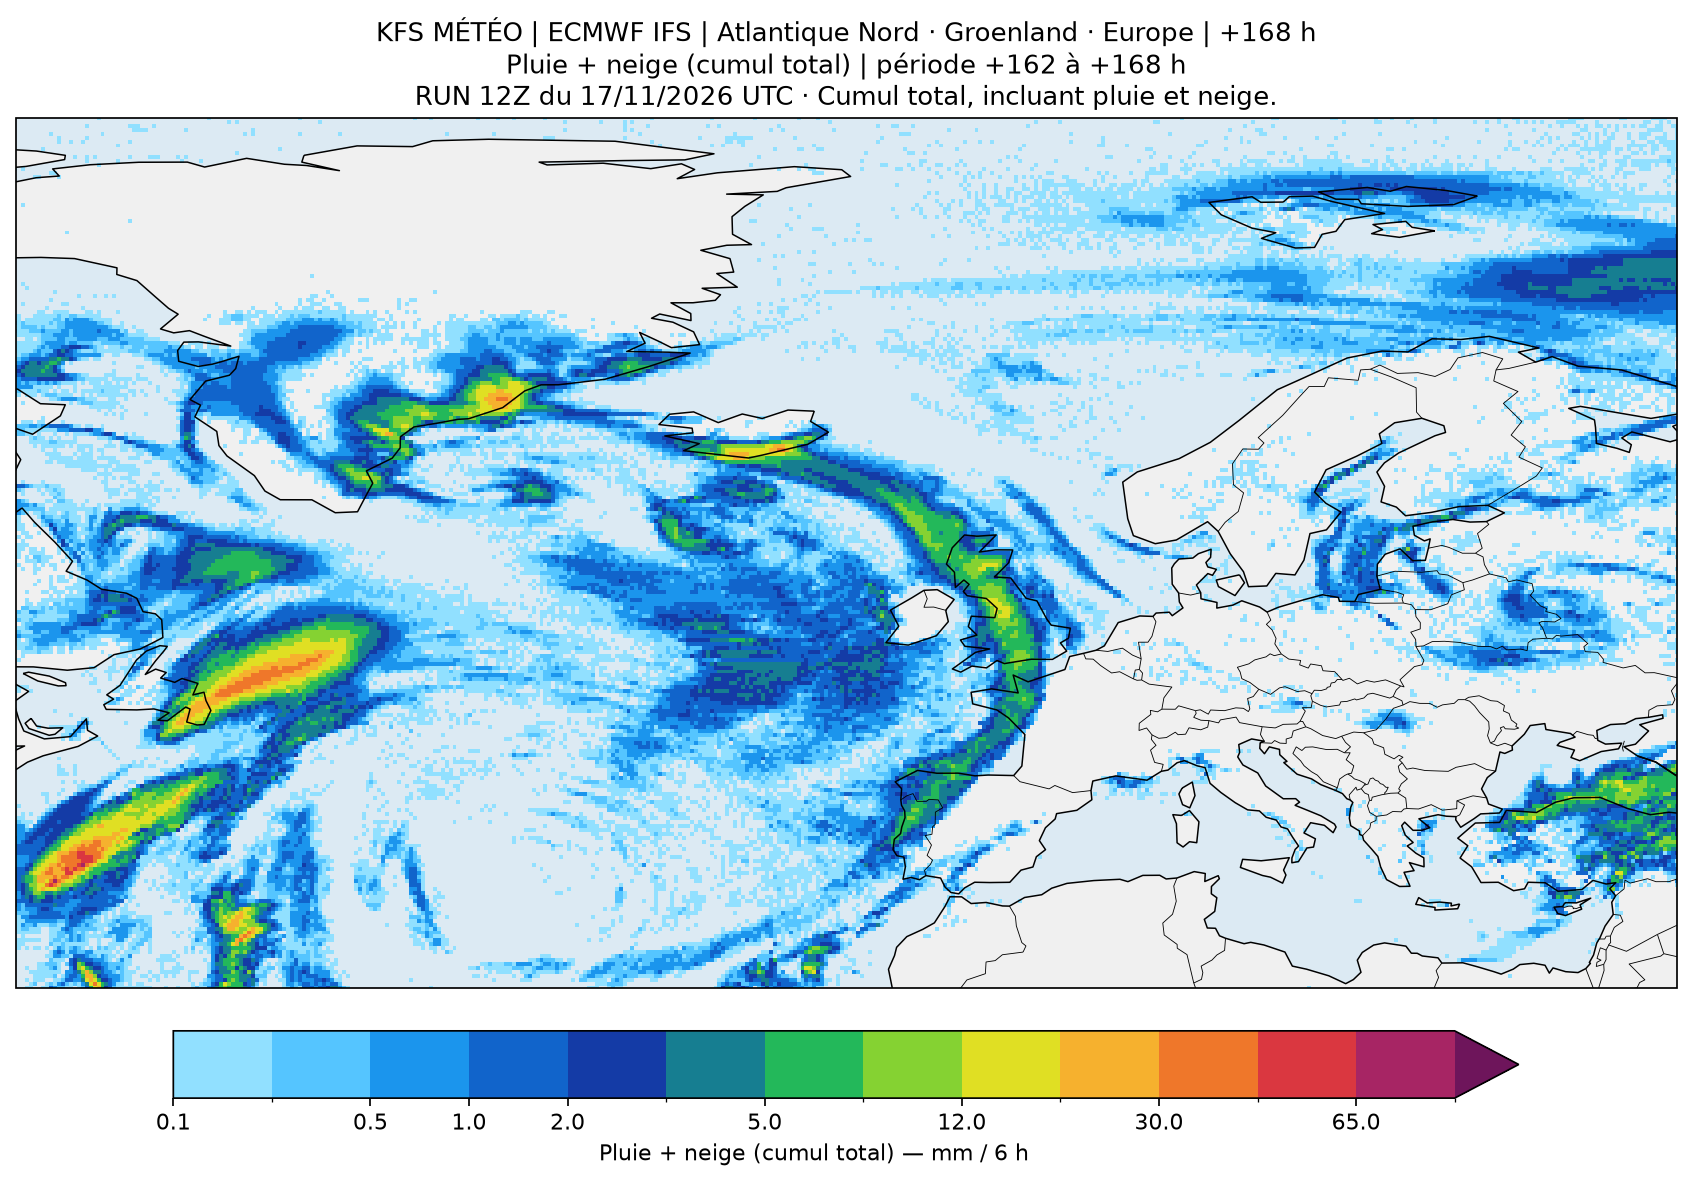 KFS MÉTÉO | ECMWF IFS | Atlantique Nord · Groenland · Europe | +168 h
Pluie + neige (cumul total) | période +162 à +168 h
RUN 12Z du 17/11/2026 UTC · Cumul total, incluant pluie et neige.
0.1 0.5 1.0 2.0 5.0 12.0 30.0 65.0
Pluie + neige (cumul total) — mm / 6 h